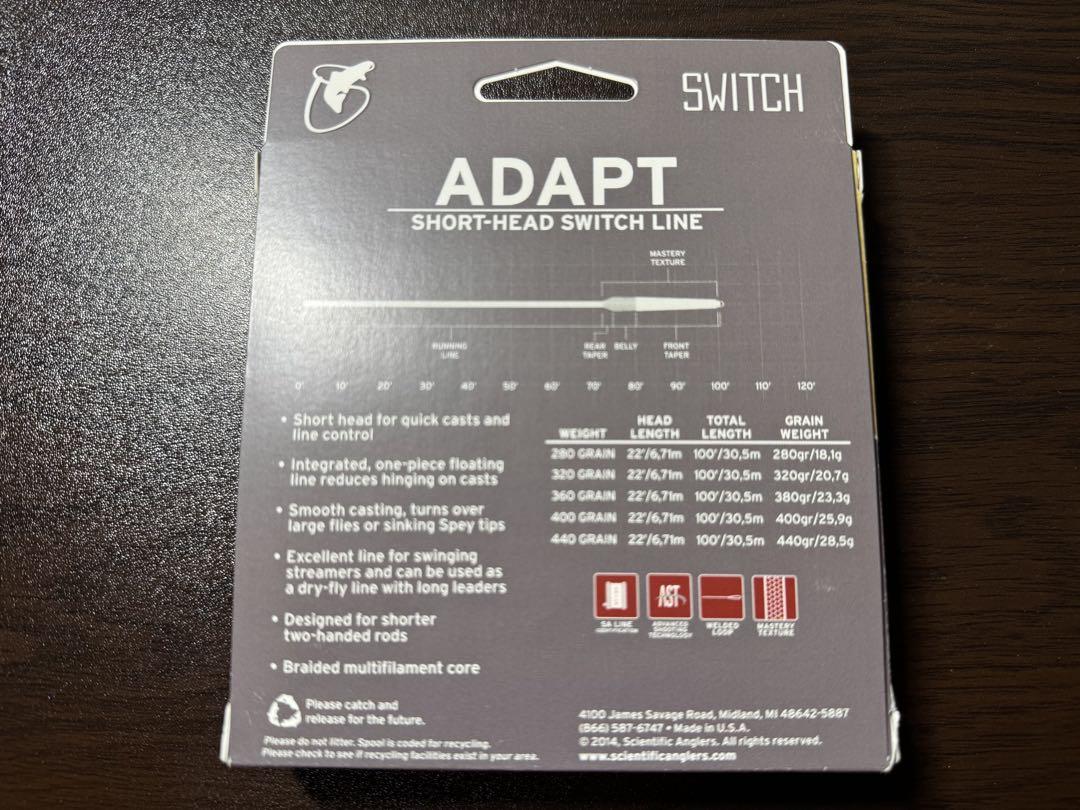 SWITCH
ADAPT
SHORT-HEAD SWITCH LINE
MASTERY
TEXTURE
RUNNING
LINE
REAR
TAPER
BELLY
FRONT
TAPER
0' 10' 20' 30' 40' 50' 60' 70' 80' 90' 100' 110' 120'
• Short head for quick casts and
line control
• Integrated, one-piece floating
line reduces hinging on casts
• Smooth casting, turns over
large flies or sinking Spey tips
• Excellent line for swinging
streamers and can be used as
a dry-fly line with long leaders
• Designed for shorter
two-handed rods
• Braided multifilament core
WEIGHT HEAD LENGTH TOTAL LENGTH GRAIN WEIGHT
280 GRAIN 22'/6,71m 100'/30,5m 280gr/18,1g
320 GRAIN 22'/6,71m 100'/30,5m 320gr/20,7g
360 GRAIN 22'/6,71m 100'/30,5m 380gr/23,3g
400 GRAIN 22'/6,71m 100'/30,5m 400gr/25,9g
440 GRAIN 22'/6,71m 100'/30,5m 440gr/28,5g
AST
SA LINE
IDENTIFICATION
ADVANCED
SHOOTING
TECHNOLOGY
WELDED
LOOP
MASTERY
TEXTURE
Please catch and
release for the future.
Please do not litter. Spool is coded for recycling.
Please check to see if recycling facilities exist in your area.
4100 James Savage Road, Midland, MI 48642-5887
(866) 587-6747 • Made in U.S.A.
© 2014, Scientific Anglers. All rights reserved.
www.scientificanglers.com